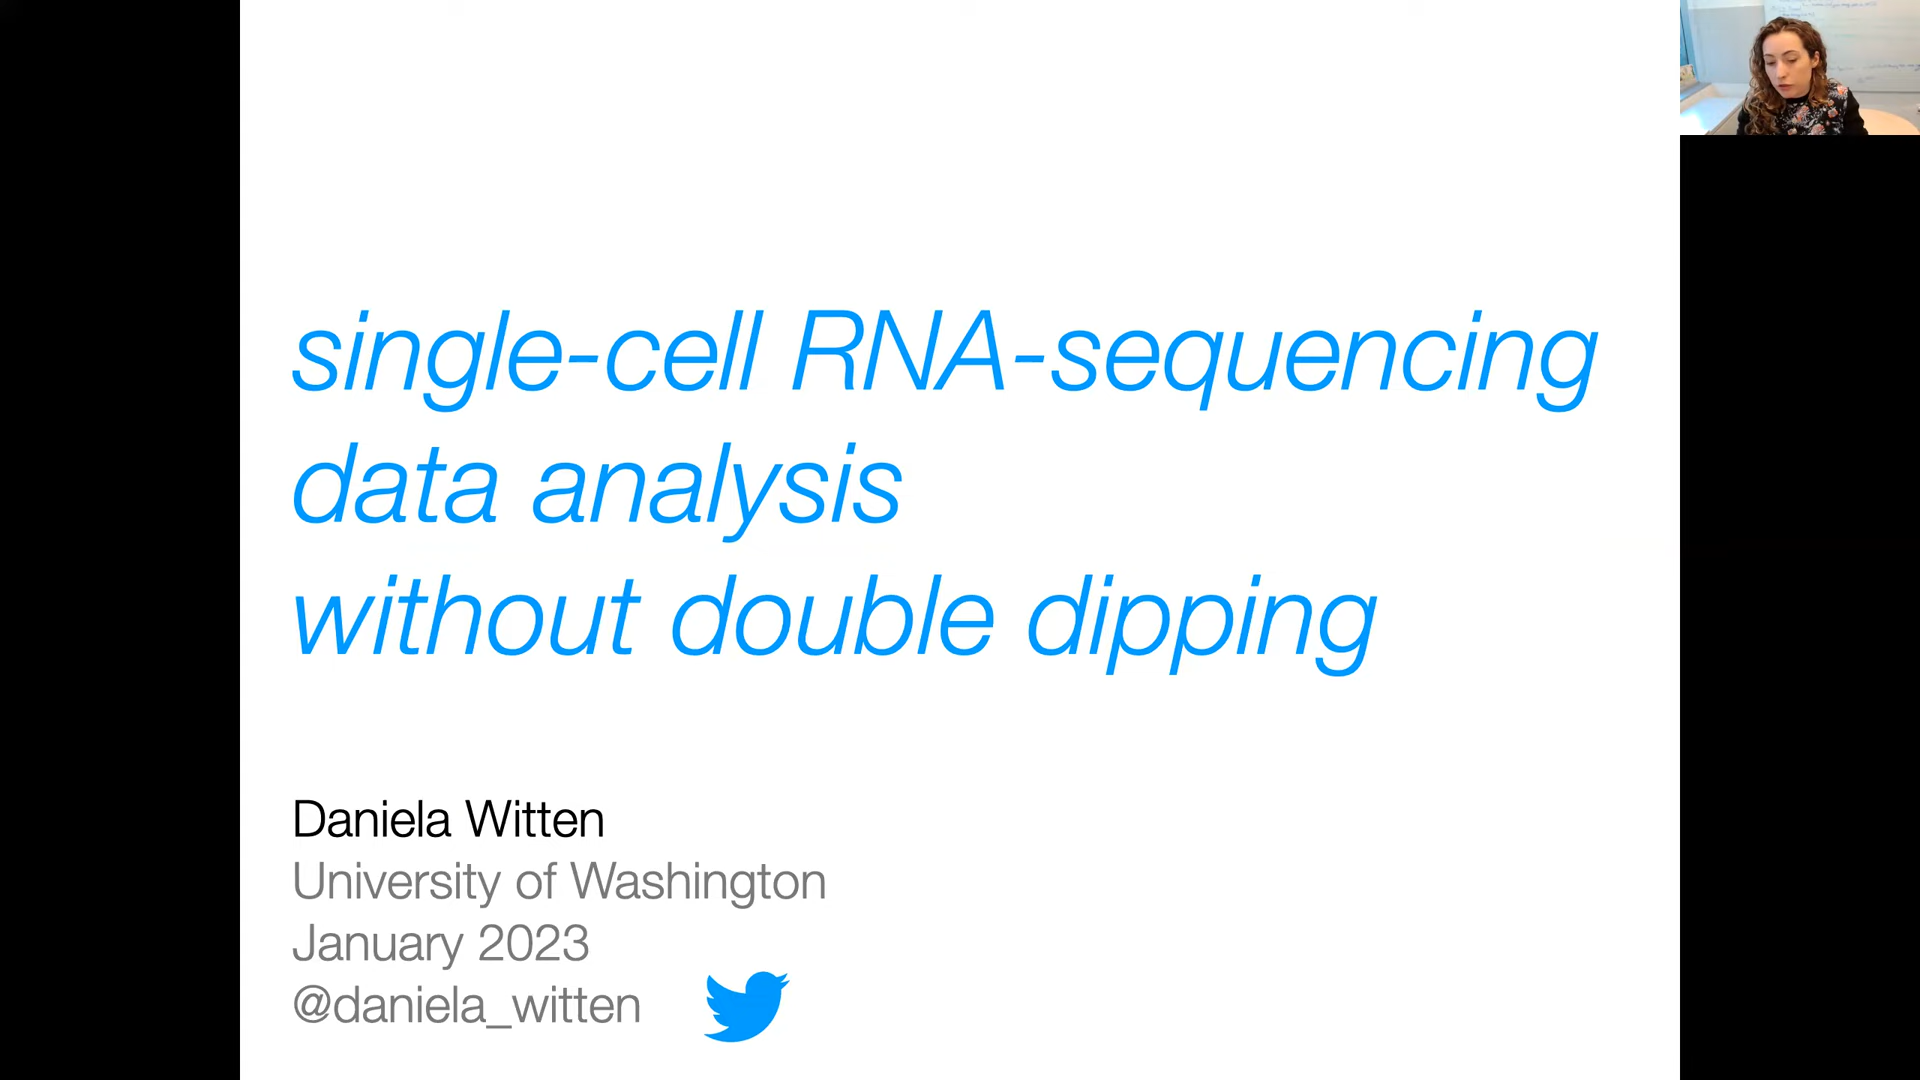 single-cell RNA-sequencing
data analysis
without double dipping
Daniela Witten
University of Washington
January 2023
@daniela_witten